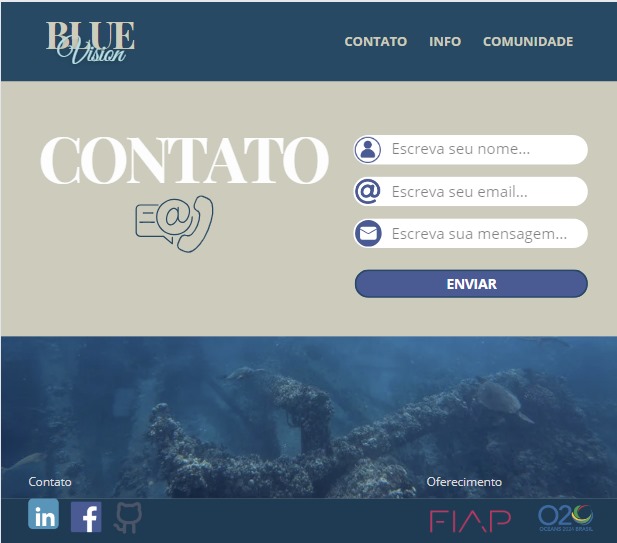 BLUE
Vision
CONTATO INFO COMUNIDADE
CONTATO
@
Escreva seu nome...
@ Escreva seu email...
Escreva sua mensagem...
ENVIAR
Contato
Oferecimento
in f FIAP O2O
OCEANS 20 BRASIL